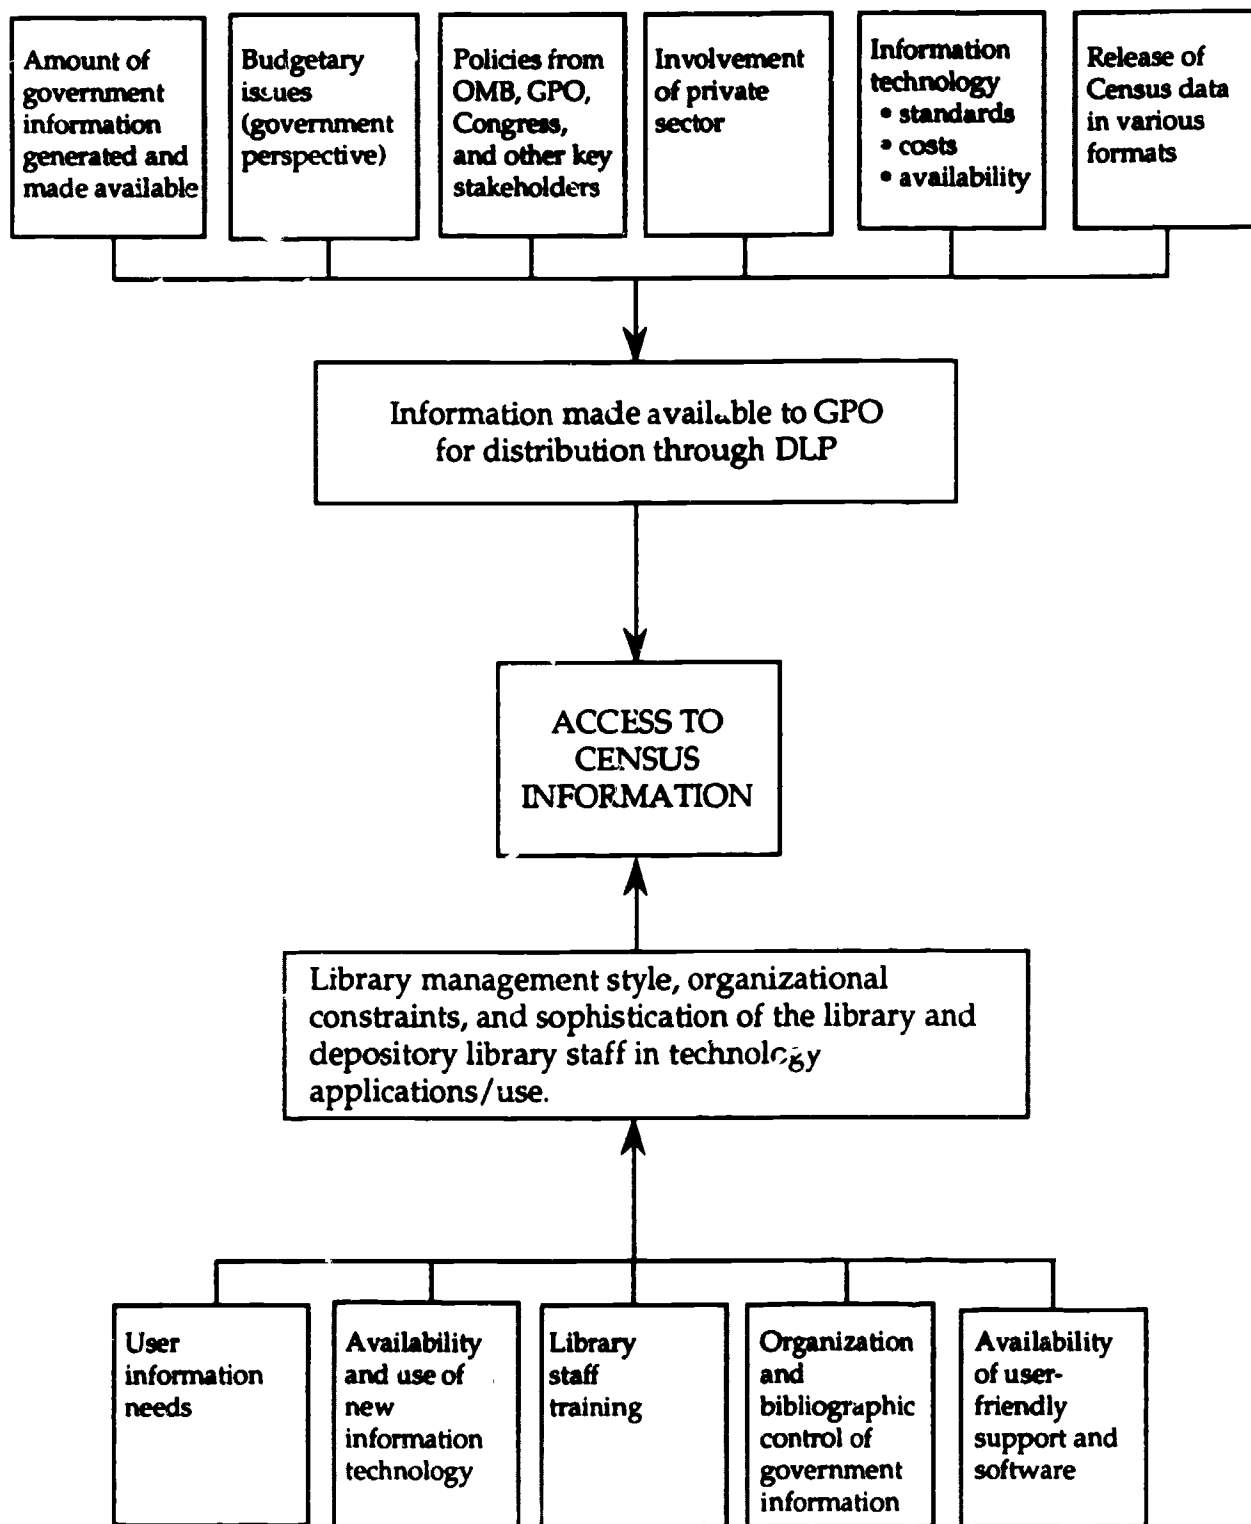 Amount of
government
information
generated and
made available
Budgetary
issues
(government
perspective)
Policies from
OMB, GPO,
Congress,
and other key
stakeholders
Involvement
of private
sector
Information
technology
• standards
• costs
• availability
Release of
Census data
in various
formats
Information made available to GPO
for distribution through DLP
ACCESS TO
CENSUS
INFORMATION
Library management style, organizational
constraints, and sophistication of the library and
depository library staff in technology
applications/use.
User
information
needs
Availability
and use of
new
information
technology
Library
staff
training
Organization
and
bibliographic
control of
government
information
Availability
of user-
friendly
support and
software